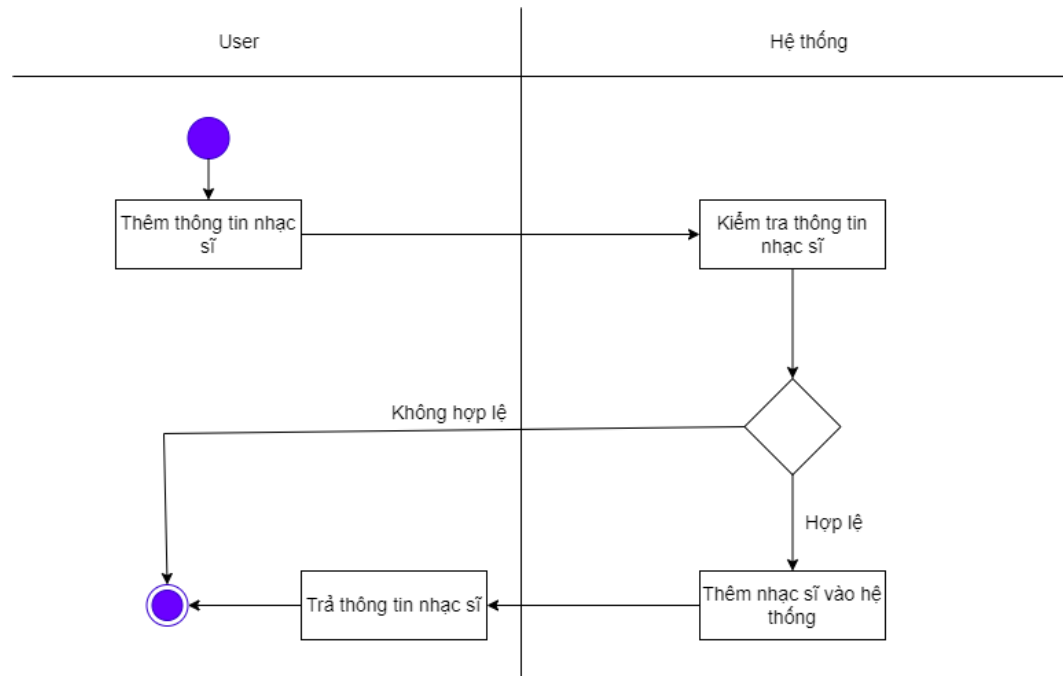 User
Hệ thống
Thêm thông tin nhạc
sĩ
Kiểm tra thông tin
nhạc sĩ
Không hợp lệ
Hợp lệ
Trả thông tin nhạc sĩ
Thêm nhạc sĩ vào hệ
thống